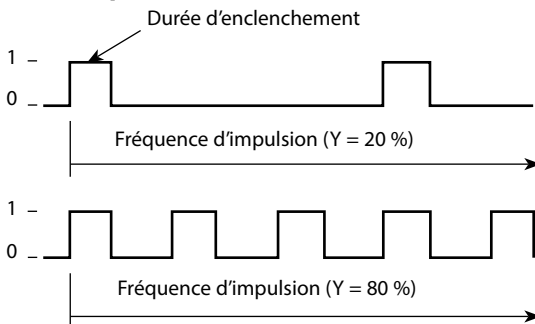 Durée d'enclenchement
1
0
Fréquence d'impulsion (Y = 20 %)
1
0
Fréquence d'impulsion (Y = 80 %)